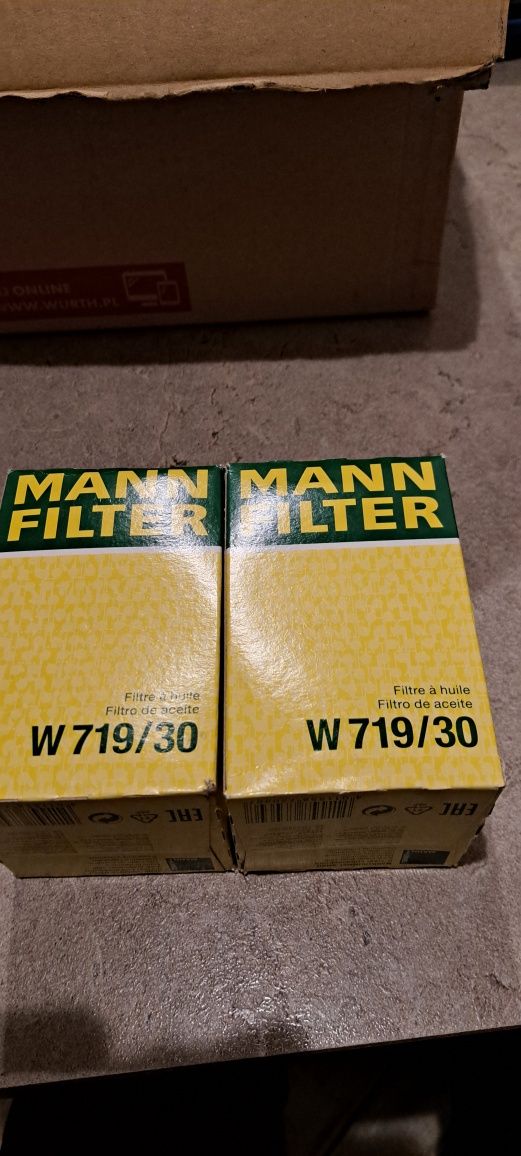 ONLINE
WWW.WURTH.PL
MANN
FILTER
Filtre à huile
Filtro de aceite
W 719/30
EAC
MANN
FILTER
Filtre à huile
Filtro de aceite
W 719/30
EAC